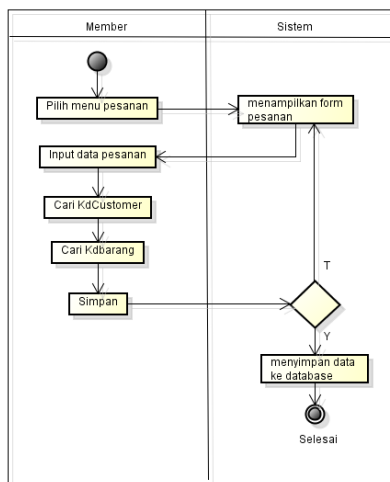 Member
Sistem
Pilih menu pesanan
menampilkan form
pesanan
Input data pesanan
Cari KdCustomer
Cari Kdbarang
Simpan
T
Y
menyimpan data
ke database
Selesai